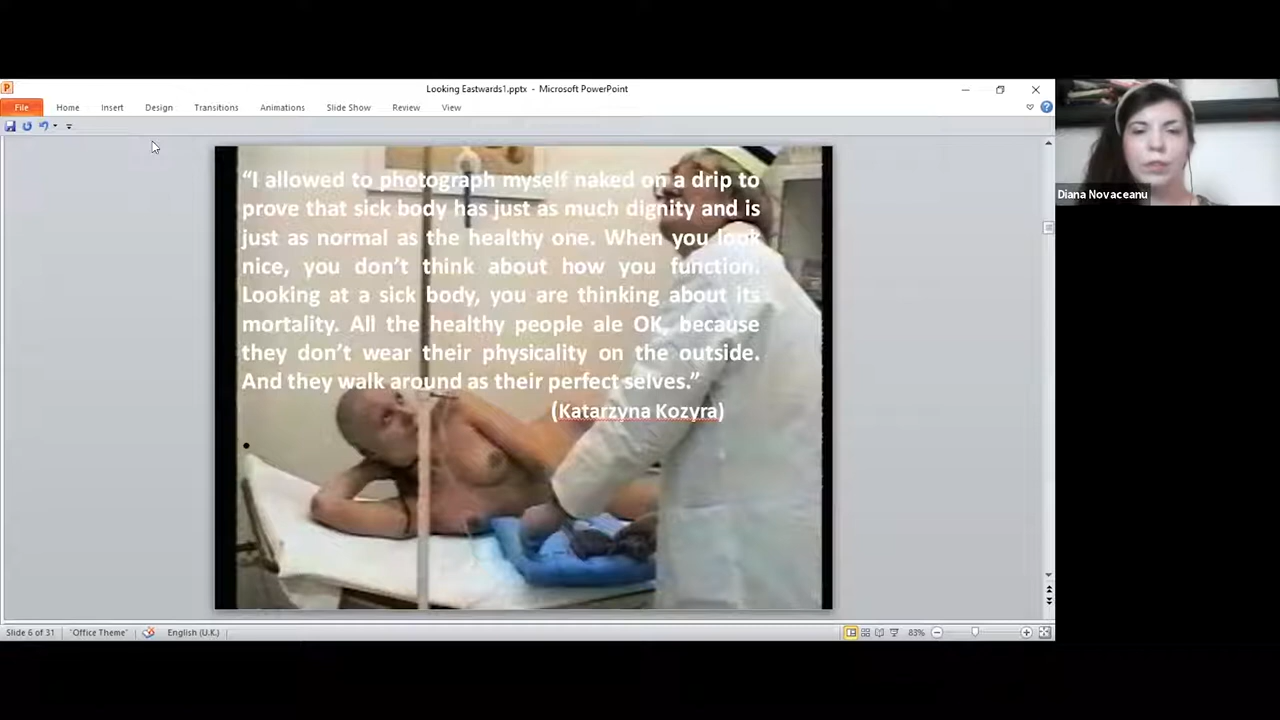 Looking Eastwards1.pptx - Microsoft PowerPoint
File Home Insert Design Transitions Animations Slide Show Review View
“I allowed to photograph myself naked on a drip to
prove that sick body has just as much dignity and is
just as normal as the healthy one. When you look
nice, you don’t think about how you function.
Looking at a sick body, you are thinking about its
mortality. All the healthy people ale OK, because
they don’t wear their physicality on the outside.
And they walk around as their perfect selves.”
(Katarzyna Kozyra)
Diana Novaceanu
Slide 6 of 31 "Office Theme" English (U.K.) 83%